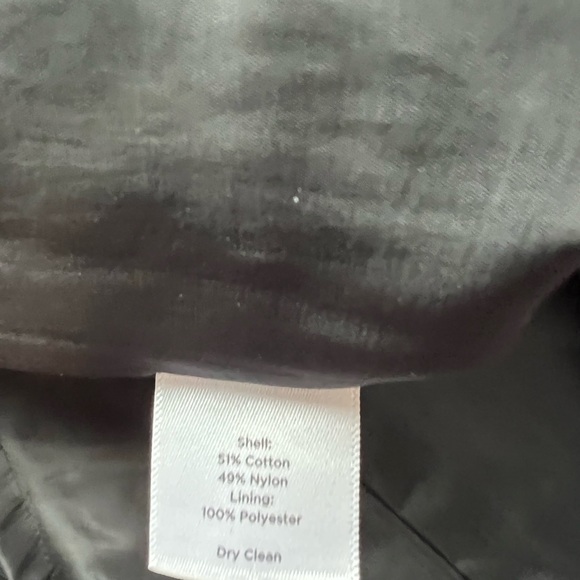 Shell:
51% Cotton
49% Nylon
Lining:
100% Polyester
Dry Clean